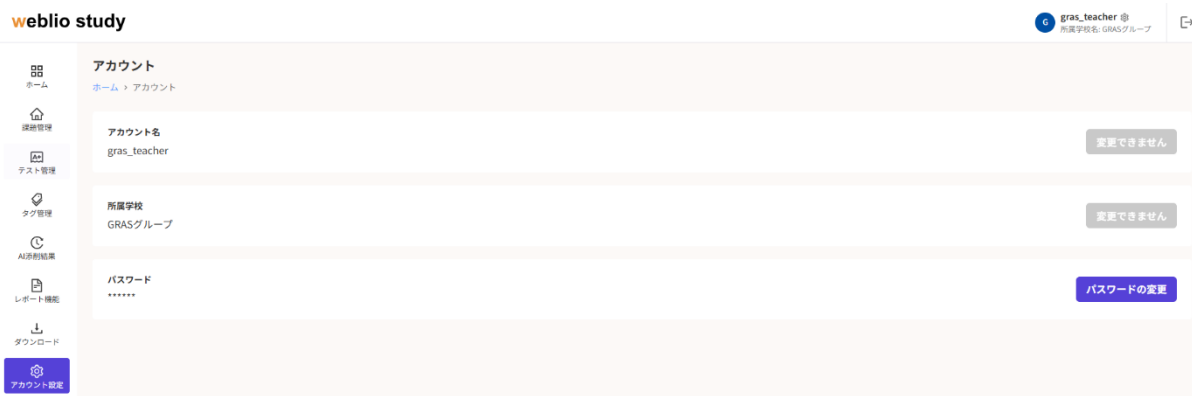 weblio study
G
gras_teacher
所属学校名: GRASグループ
ホーム
課題管理
テスト管理
タグ管理
AI添削結果
レポート機能
ダウンロード
アカウント設定
アカウント
ホーム > アカウント
アカウント名
gras_teacher
変更できません
所属学校
GRASグループ
変更できません
パスワード
******
パスワードの変更